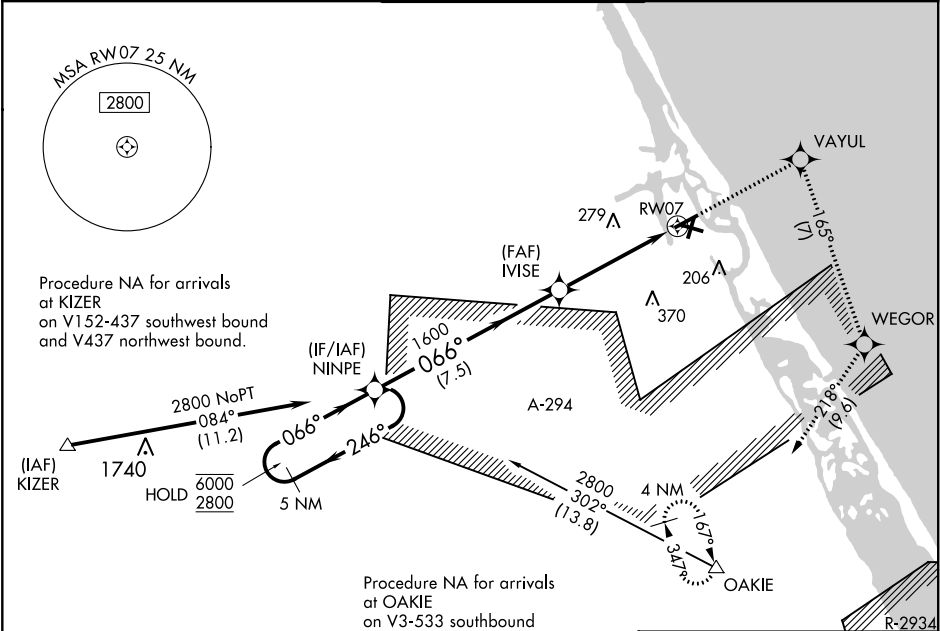 MSA RW07 25 NM
2800
Procedure NA for arrivals
at KIZER
on V152-437 southwest bound
and V437 northwest bound.
VAYUL
165°
(7)
RW07
279
(FAF)
IVISE
206
370
WEGOR
218°
(9.6)
1600
066°
(7.5)
(IF/IAF)
NINPE
A-294
2800 NoPT
084°
(11.2)
066°
246°
(IAF)
KIZER
1740
HOLD
6000
2800
5 NM
2800
302°
(13.8)
4 NM
167°
347°
OAKIE
Procedure NA for arrivals
at OAKIE
on V3-533 southbound
R-2934